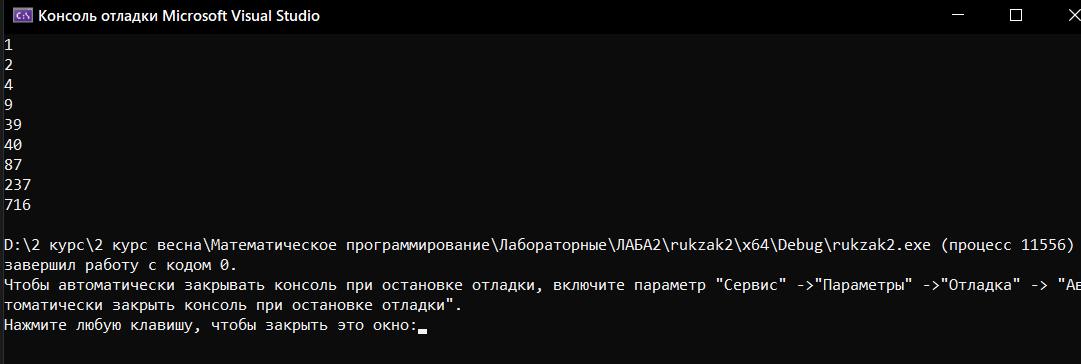 Консоль отладки Microsoft Visual Studio
1
2
4
9
39
40
87
237
716
D:\2 курс\2 курс весна\Математическое программирование\Лабораторные\ЛАБА2\rukzak2\x64\Debug\rukzak2.exe (процесс 11556)
завершил работу с кодом 0.
Чтобы автоматически закрывать консоль при остановке отладки, включите параметр "Сервис" ->"Параметры" ->"Отладка" -> "Ав
томатически закрыть консоль при остановке отладки".
Нажмите любую клавишу, чтобы закрыть это окно: